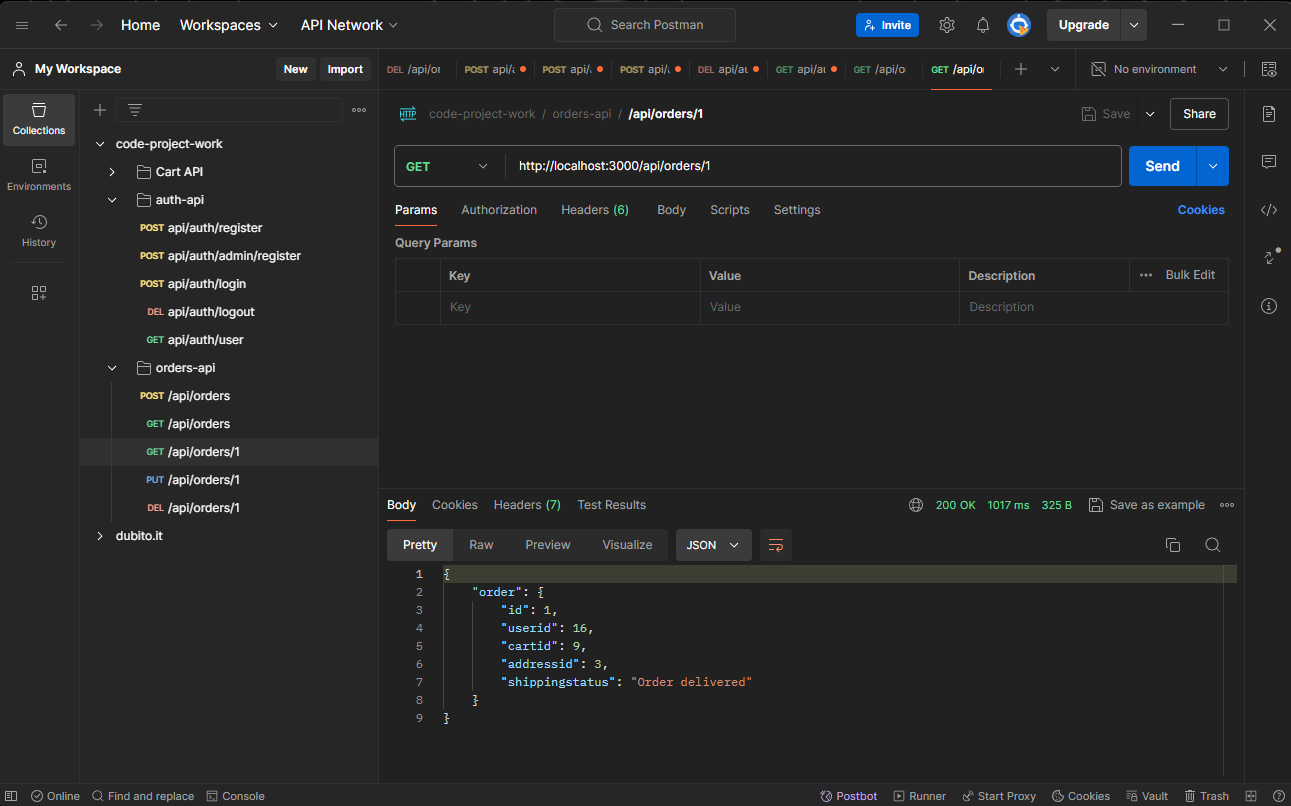 Home Workspaces API Network Search Postman Invite Upgrade
My Workspace New Import DEL /api/or POST api/a POST api/a POST api/a DEL api/au GET api/au GET /api/o GET /api/or No environment
Collections
Environments
History
code-project-work
Cart API
auth-api
POST api/auth/register
POST api/auth/admin/register
POST api/auth/login
DEL api/auth/logout
GET api/auth/user
orders-api
POST /api/orders
GET /api/orders
GET /api/orders/1
PUT /api/orders/1
DEL /api/orders/1
dubito.it
HTTP code-project-work / orders-api / /api/orders/1 Save Share
GET http://localhost:3000/api/orders/1 Send
Params Authorization Headers (6) Body Scripts Settings Cookies
Query Params
Key Value Description Bulk Edit
Key Value Description
Body Cookies Headers (7) Test Results 200 OK 1017 ms 325 B Save as example
Pretty Raw Preview Visualize JSON
1 {
2 "order": {
3 "id": 1,
4 "userid": 16,
5 "cartid": 9,
6 "addressid": 3,
7 "shippingstatus": "Order delivered"
8 }
9 }
Online Find and replace Console Postbot Runner Start Proxy Cookies Vault Trash